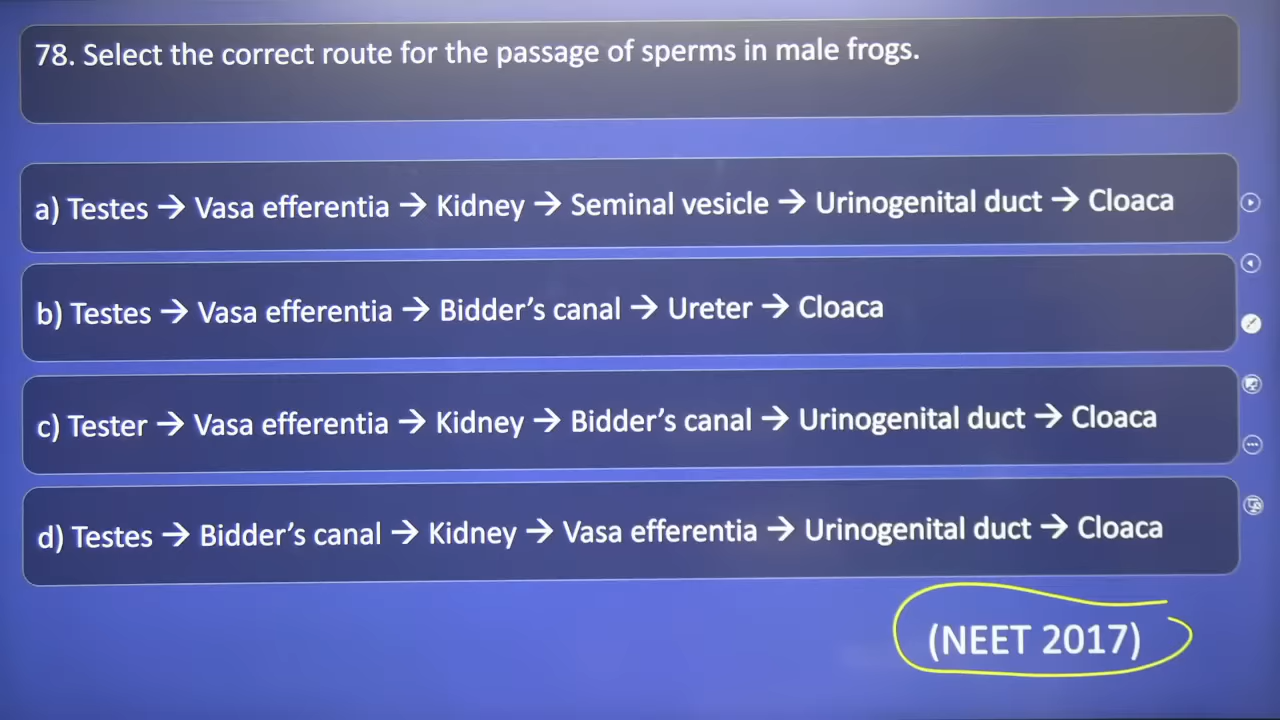 78. Select the correct route for the passage of sperms in male frogs.
a) Testes → Vasa efferentia → Kidney → Seminal vesicle → Urinogenital duct → Cloaca
b) Testes → Vasa efferentia → Bidder's canal → Ureter → Cloaca
c) Tester → Vasa efferentia → Kidney → Bidder's canal → Urinogenital duct → Cloaca
d) Testes → Bidder's canal → Kidney → Vasa efferentia → Urinogenital duct → Cloaca
(NEET 2017)